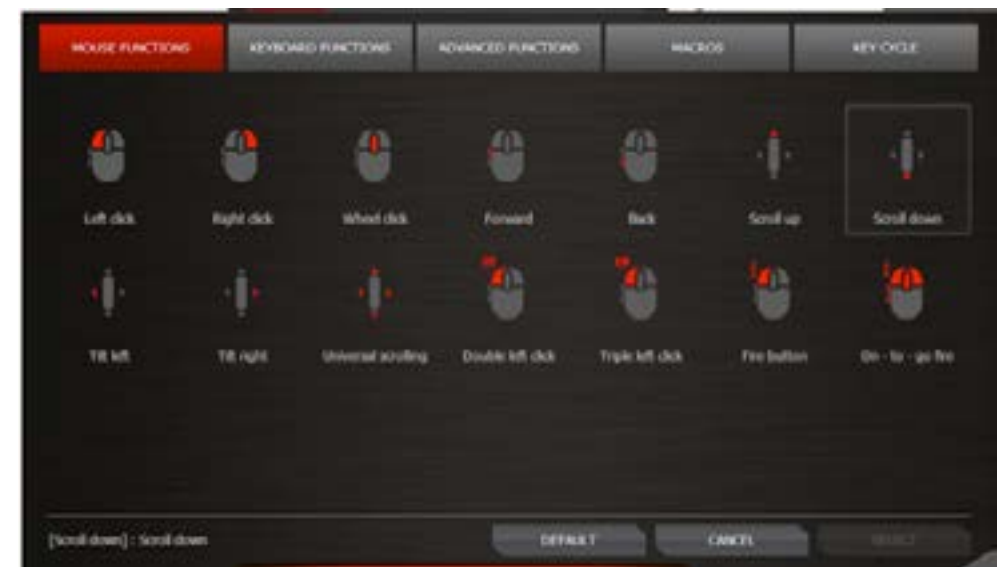 MOUSE FUNCTIONS KEYBOARD FUNCTIONS ADVANCED FUNCTIONS MACROS KEY CYCLE
Left click Right click Wheel click Forward Back Scroll up Scroll down
Tilt left Tilt right Universal scrolling Double left click Triple left click Fire button On - to - go fire
[Scroll down] : Scroll down DEFAULT CANCEL SELECT